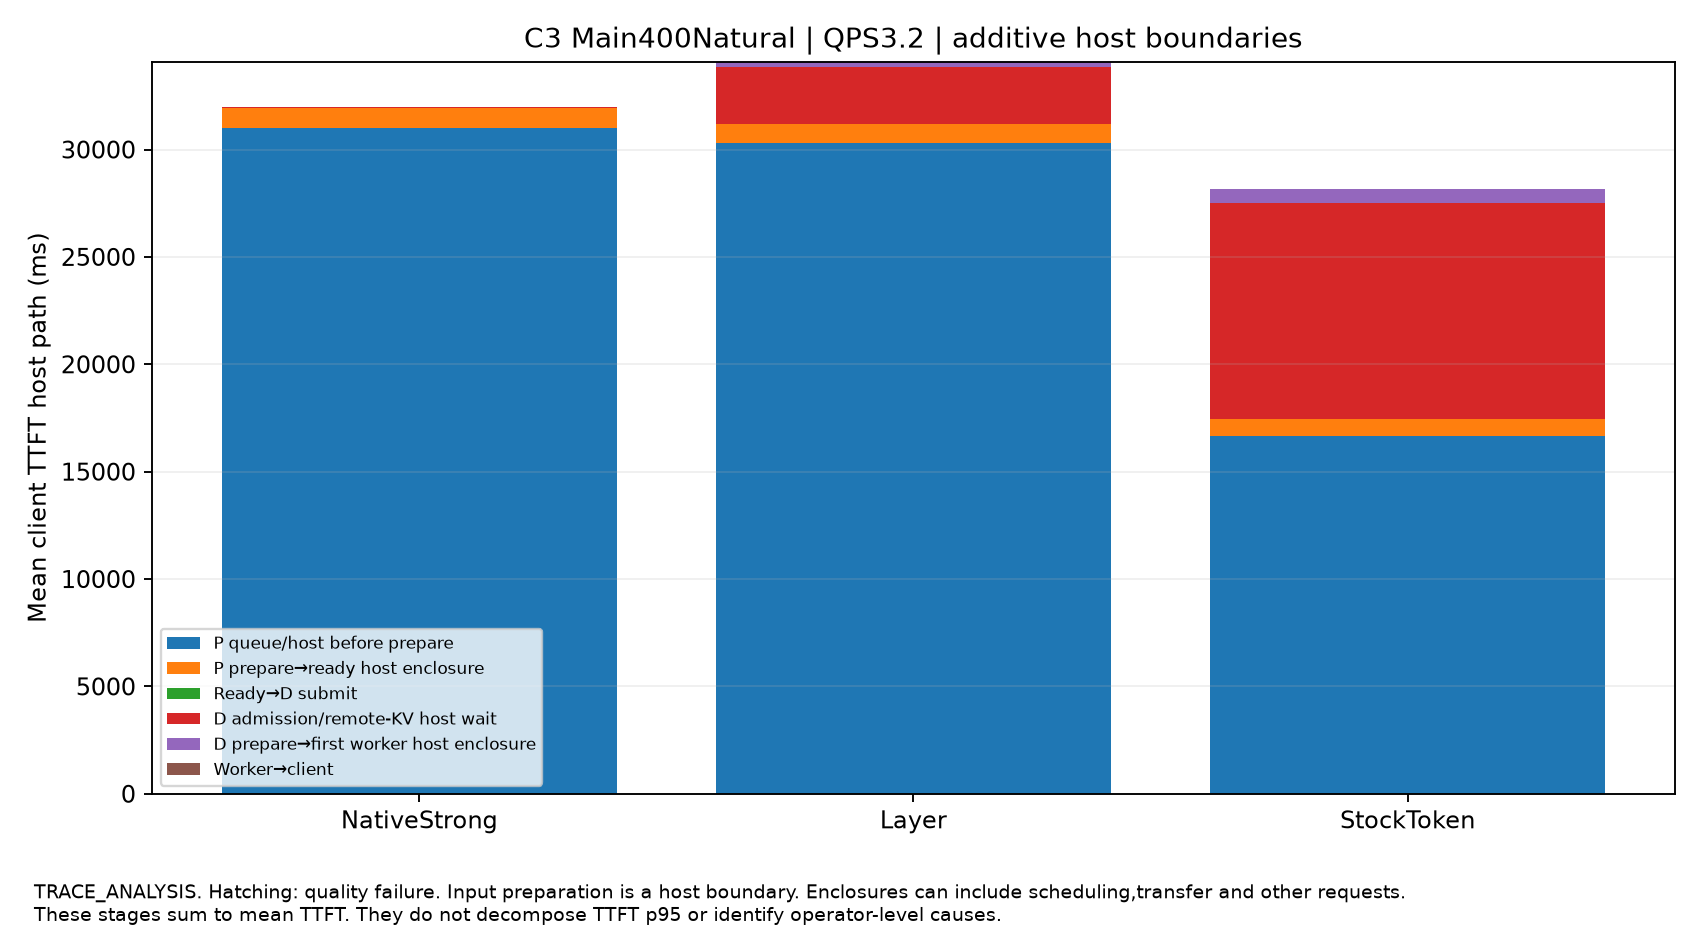 C3 Main400Natural | QPS3.2 | additive host boundaries
Mean client TTFT host path (ms)
30000
25000
20000
15000
10000
5000
0
P queue/host before prepare
P prepare→ready host enclosure
Ready→D submit
D admission/remote-KV host wait
D prepare→first worker host enclosure
Worker→client
NativeStrong
Layer
StockToken
TRACE_ANALYSIS. Hatching: quality failure. Input preparation is a host boundary. Enclosures can include scheduling,transfer and other requests.
These stages sum to mean TTFT. They do not decompose TTFT p95 or identify operator-level causes.